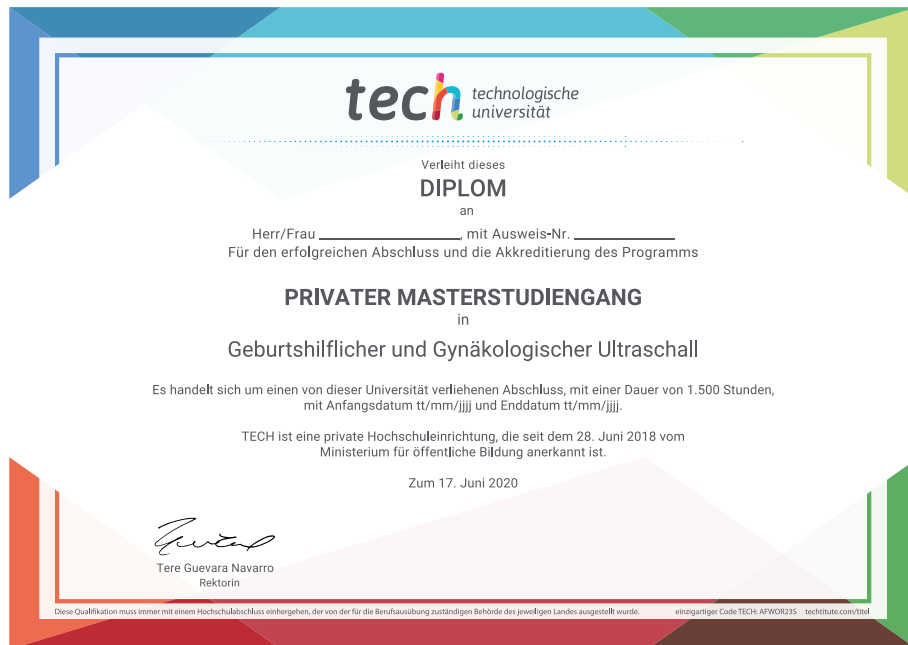 tech technologische
universität
Verleiht dieses
DIPLOM
an
Herr/Frau ____________________, mit Ausweis-Nr. ______________
Für den erfolgreichen Abschluss und die Akkreditierung des Programms
PRIVATER MASTERSTUDIENGANG
in
Geburtshilflicher und Gynäkologischer Ultraschall
Es handelt sich um einen von dieser Universität verliehenen Abschluss, mit einer Dauer von 1.500 Stunden,
mit Anfangsdatum tt/mm/jjjj und Enddatum tt/mm/jjjj.
TECH ist eine private Hochschuleinrichtung, die seit dem 28. Juni 2018 vom
Ministerium für öffentliche Bildung anerkannt ist.
Zum 17. Juni 2020
Tere Guevara Navarro
Rektorin
Diese Qualifikation muss immer mit einem Hochschulabschluss einhergehen, der von der für die Berufsausübung zuständigen Behörde des jeweiligen Landes ausgestellt wurde. einzigartiger Code TECH: AFWOR23S techtitute.com/titel